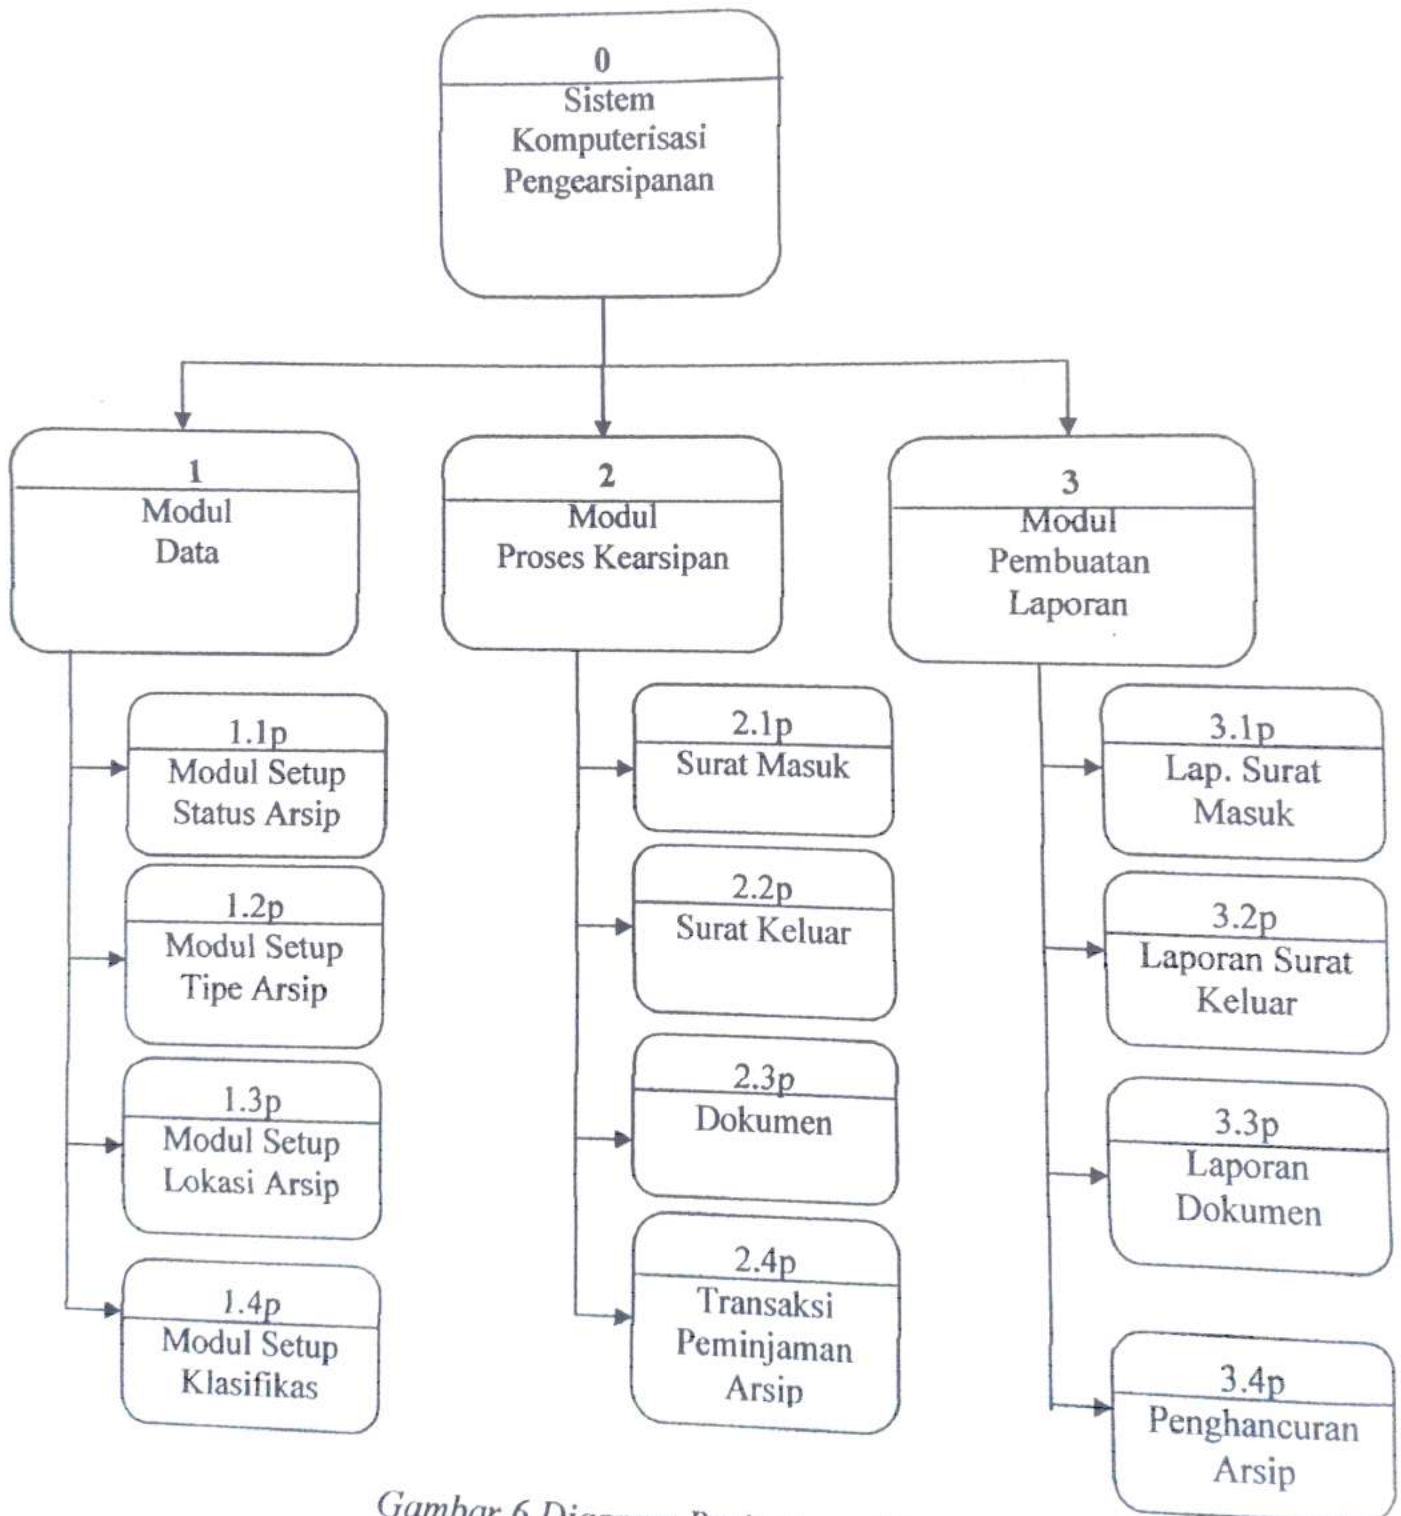 0
Sistem
Komputerisasi
Pengearsipanan
1
Modul
Data
2
Modul
Proses Kearsipan
3
Modul
Pembuatan
Laporan
1.1p
Modul Setup
Status Arsip
1.2p
Modul Setup
Tipe Arsip
1.3p
Modul Setup
Lokasi Arsip
1.4p
Modul Setup
Klasifikas
2.1p
Surat Masuk
2.2p
Surat Keluar
2.3p
Dokumen
2.4p
Transaksi
Peminjaman
Arsip
3.1p
Lap. Surat
Masuk
3.2p
Laporan Surat
Keluar
3.3p
Laporan
Dokumen
3.4p
Penghancuran
Arsip
Gambar 6